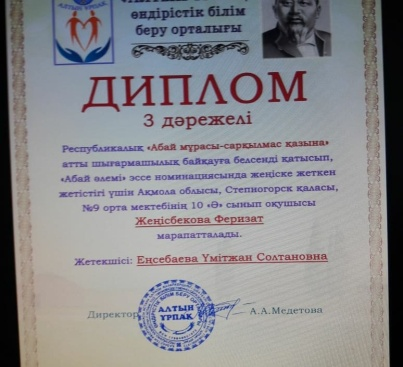 АЛТЫН ҰРПАҚ
өндірістік білім
беру орталығы
ДИПЛОМ
3 дәрежелі
Республикалық «Абай мұрасы-сарқылмас қазына»
атты шығармашылық байқауға белсенді қатысып,
«Абай әлемі» эссе номинациясында жеңіске жеткен
жетістігі үшін Ақмола облысы, Степногорск қаласы,
№9 орта мектебінің 10 «Ә» сынып оқушысы
Жеңісбекова Феризат
марапатталады.
Жетекшісі: Еңсебаева Үмітжан Солтановна
Директор А.А.Медетова
АЛТЫН
ҰРПАҚ